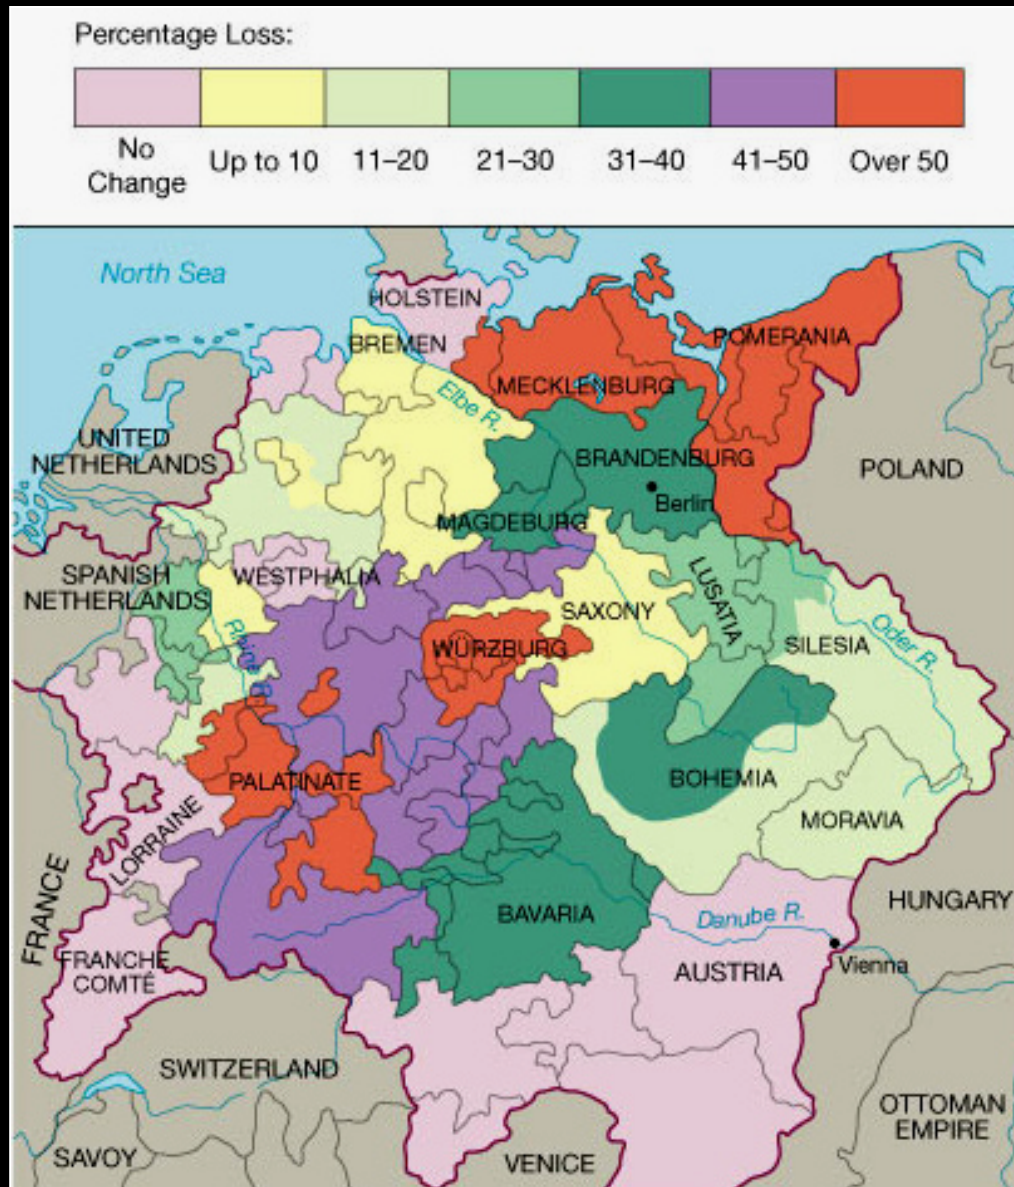 Percentage Loss:
No
Change
Up to 10
11–20
21–30
31–40
41–50
Over 50
North Sea
HOLSTEIN
BREMEN
POMERANIA
MECKLENBURG
Elbe R.
UNITED
NETHERLANDS
BRANDENBURG
POLAND
Berlin
MAGDEBURG
SPANISH
NETHERLANDS
WESTPHALIA
LUSATIA
SAXONY
Rhine R.
WÜRZBURG
SILESIA
Oder R.
PALATINATE
BOHEMIA
LORRAINE
MORAVIA
FRANCE
BAVARIA
Danube R.
HUNGARY
FRANCHE
COMTÉ
AUSTRIA
Vienna
SWITZERLAND
OTTOMAN
EMPIRE
SAVOY
VENICE